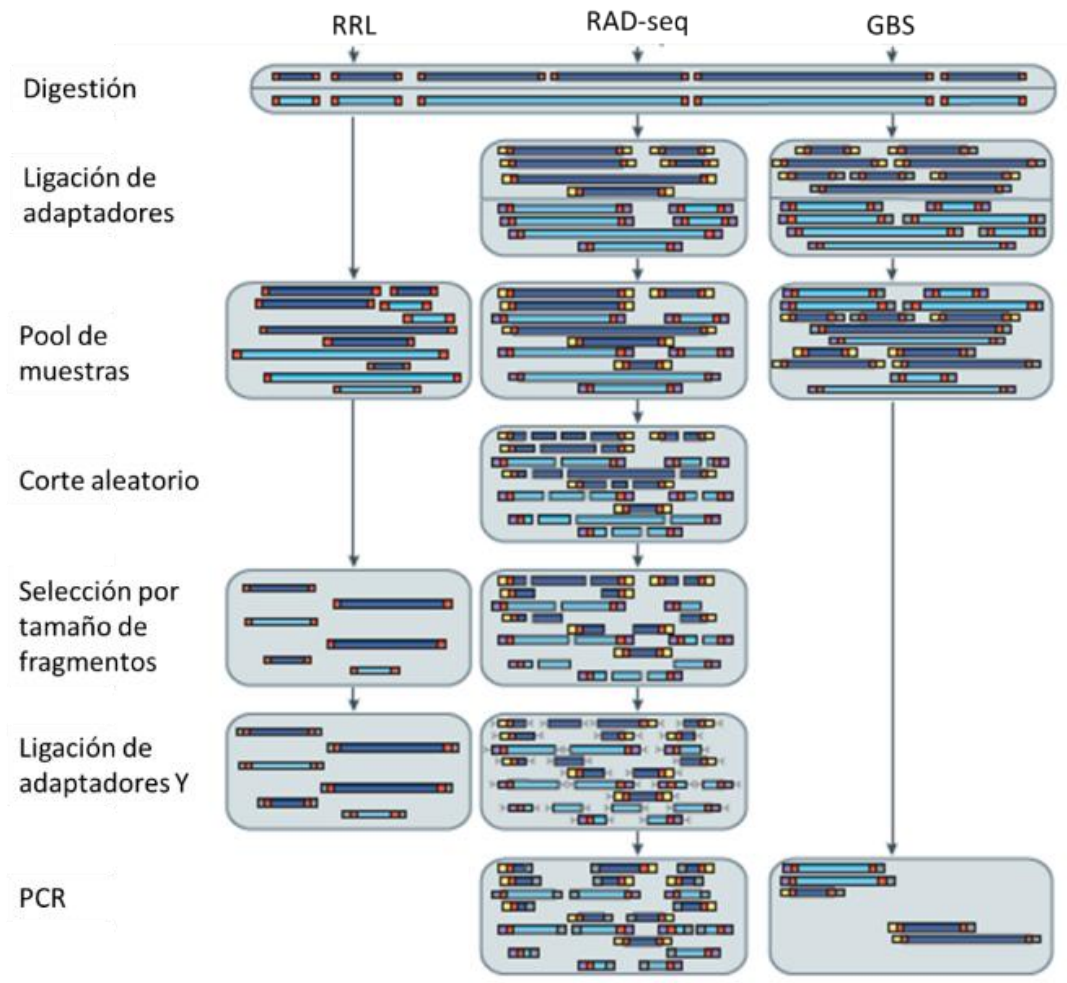 RRL
RAD-seq
GBS
Digestión
Ligación de
adaptadores
Pool de
muestras
Corte aleatorio
Selección por
tamaño de
fragmentos
Ligación de
adaptadores Y
PCR